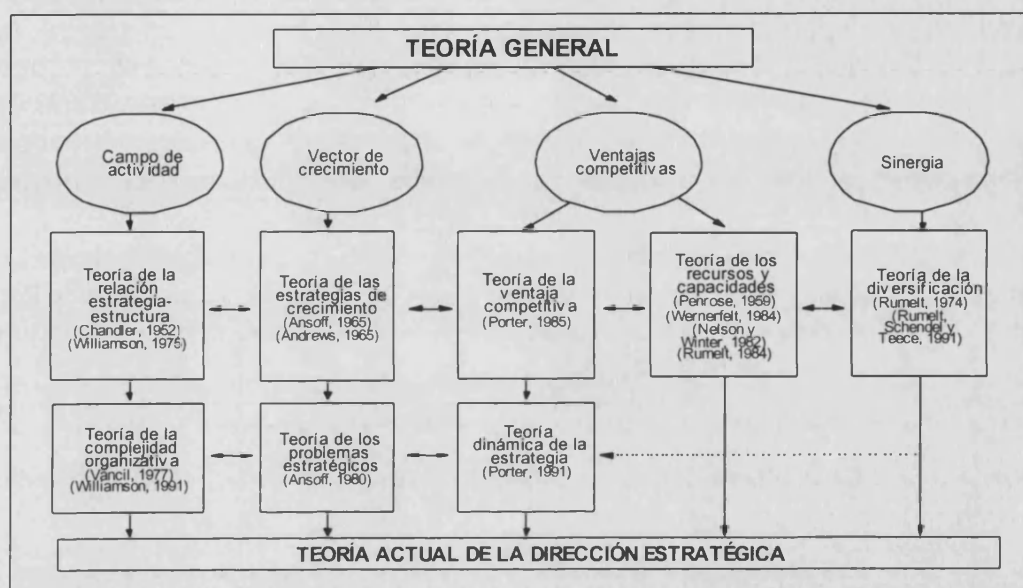 TEORÍA GENERAL
Campo de
actividad
Vector de
crecimiento
Ventajas
competitivas
Sinergia
Teoría de la
relación
estrategia-
estructura
(Chandler, 1952)
(Williamson, 1975)
Teoría de las
estrategias de
crecimiento
(Ansoff, 1965)
(Andrews, 1965)
Teoría de la
ventaja
competitiva
(Porter, 1985)
Teoría de los
recursos y
capacidades
(Penrose, 1959)
(Wernerfelt, 1984)
(Nelson y
Winter, 1982)
(Rumelt, 1984)
Teoría de la
diversificación
(Rumelt, 1974)
(Rumelt,
Schendel y
Teece, 1991)
Teoría de la
complejidad
organizativa
(Vancil, 1977)
(Williamson, 1991)
Teoría de los
problemas
estratégicos
(Ansoff, 1980)
Teoría
dinámica de la
estrategia
(Porter, 1991)
TEORÍA ACTUAL DE LA DIRECCIÓN ESTRATÉGICA